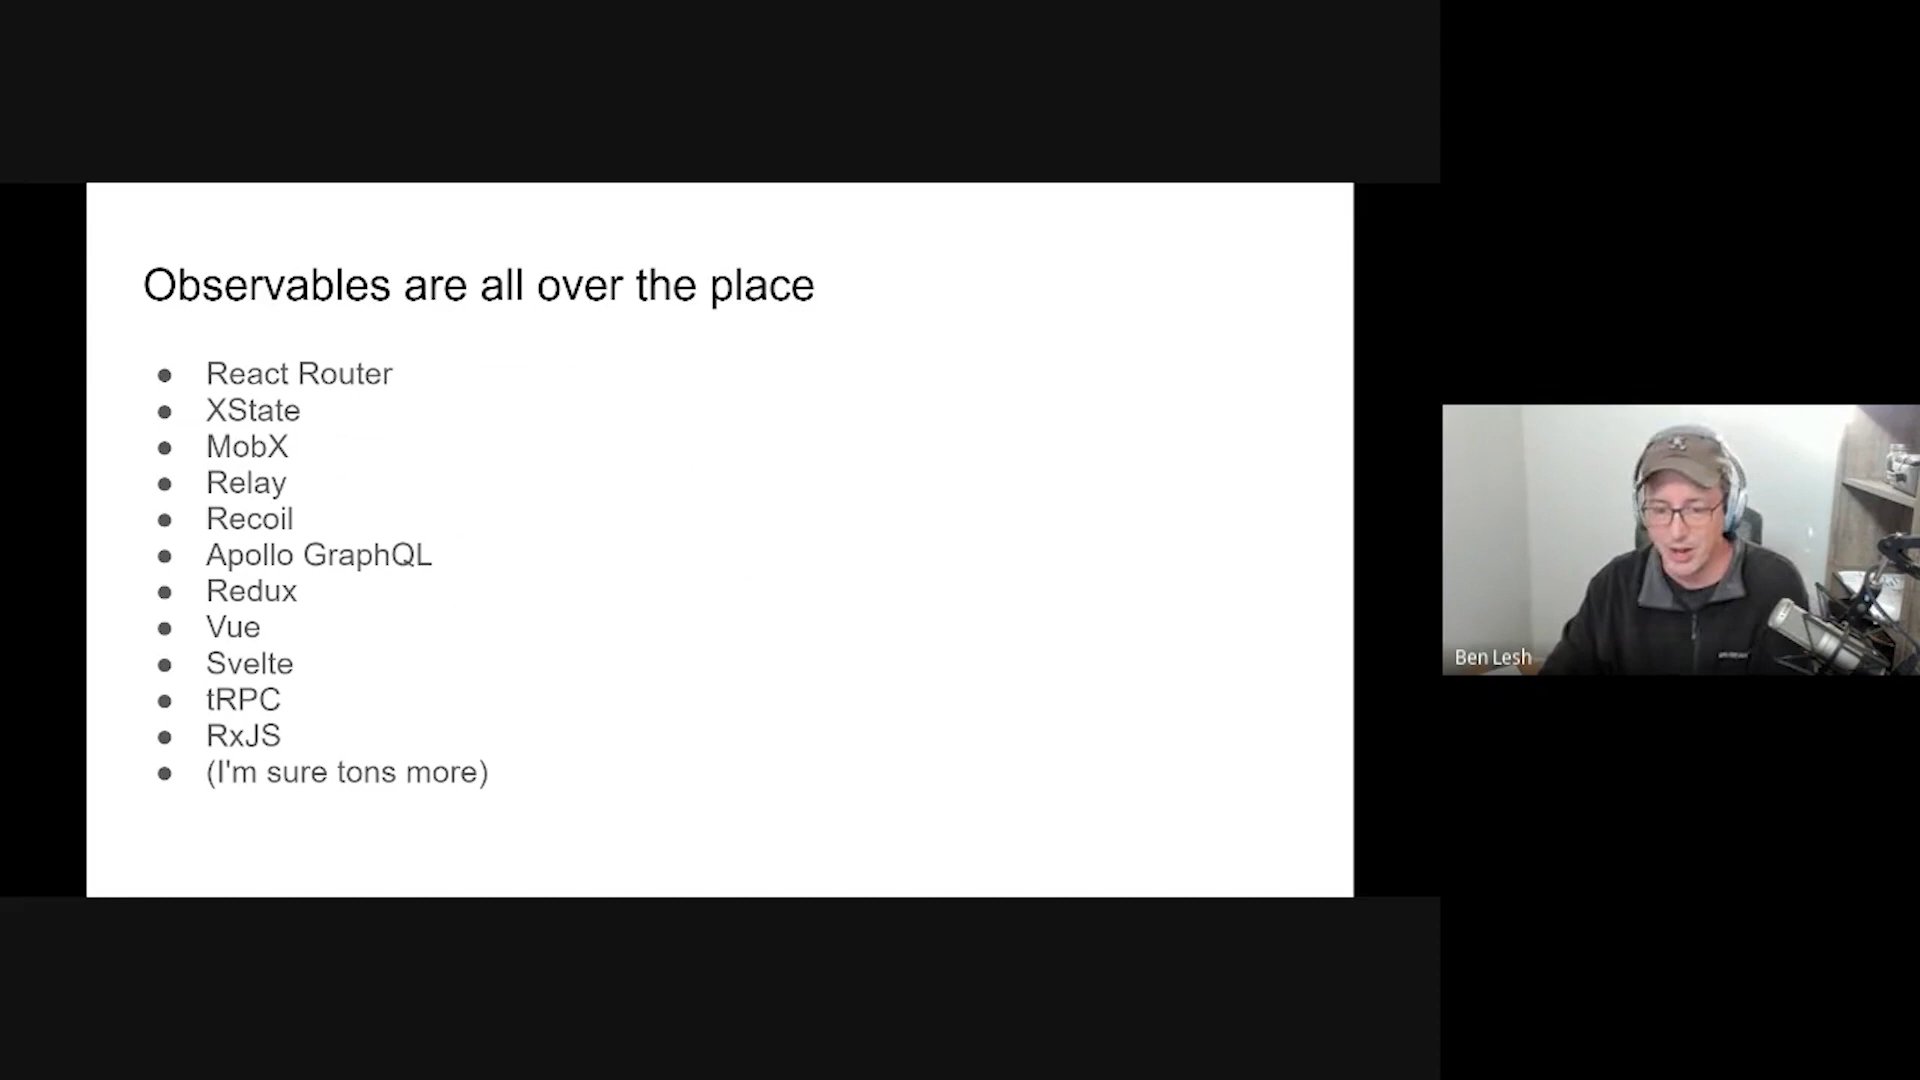 Observables are all over the place
● React Router
● XState
● MobX
● Relay
● Recoil
● Apollo GraphQL
● Redux
● Vue
● Svelte
● tRPC
● RxJS
● (I'm sure tons more)
Ben Lesh